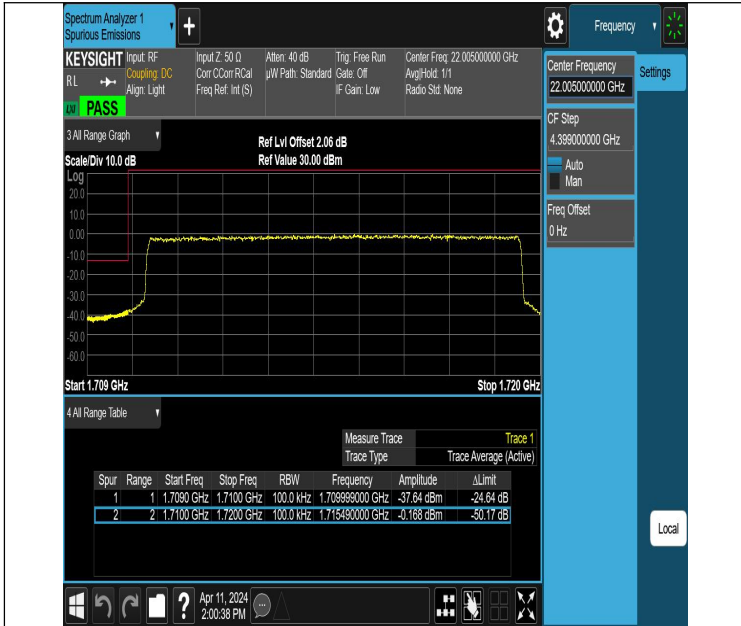 Spectrum Analyzer 1
Spurious Emissions
Frequency
KEYSIGHT Input: RF Input Z: 50 Ω Atten: 40 dB Trig: Free Run Center Freq: 22.005000000 GHz
RL Coupling: DC Corr CCorr RCal µW Path: Standard Gate: Off Avg|Hold: 1/1
Align: Light Freq Ref: Int (S) IF Gain: Low Radio Std: None
LXI PASS
Center Frequency
22.005000000 GHz
Settings
CF Step
4.399000000 GHz
Auto
Man
Freq Offset
0 Hz
3 All Range Graph
Ref Lvl Offset 2.06 dB
Scale/Div 10.0 dB Ref Value 30.00 dBm
Log
20.0
10.0
0.00
-10.0
-20.0
-30.0
-40.0
-50.0
-60.0
Start 1.709 GHz Stop 1.720 GHz
4 All Range Table
Measure Trace Trace 1
Trace Type Trace Average (Active)
Spur Range Start Freq Stop Freq RBW Frequency Amplitude ΔLimit
1 1 1.7090 GHz 1.7100 GHz 100.0 kHz 1.709999000 GHz -37.64 dBm -24.64 dB
2 2 1.7100 GHz 1.7200 GHz 100.0 kHz 1.715490000 GHz -0.168 dBm -50.17 dB
Local
? Apr 11, 2024
2:00:38 PM